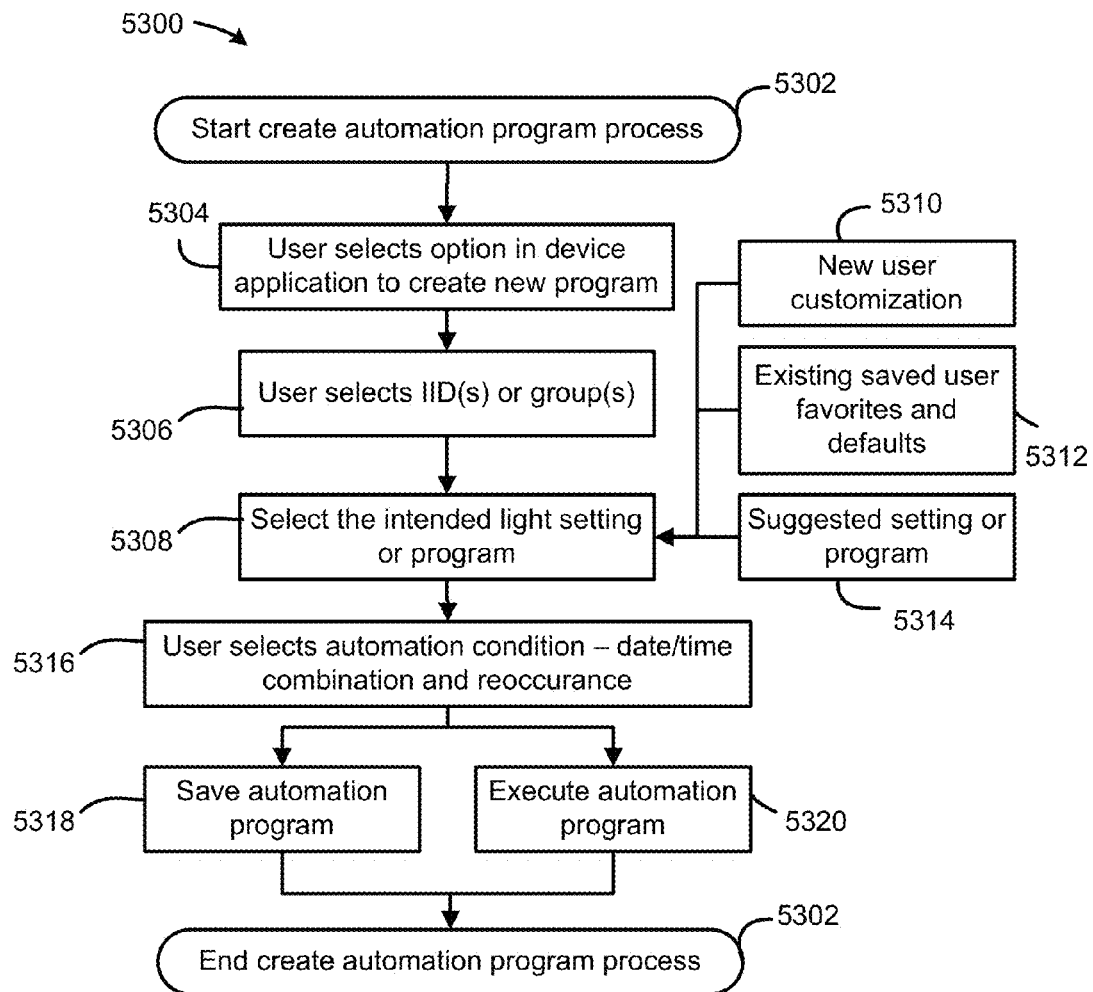 5300
5302
Start create automation program process
5304
User selects option in device
application to create new program
5310
New user
customization
User selects IID(s) or group(s)
5306
Existing saved user
favorites and
defaults
5312
Select the intended light setting
or program
5308
Suggested setting or
program
5314
User selects automation condition – date/time
combination and reoccurance
5316
Save automation
program
5318
Execute automation
program
5320
5302
End create automation program process